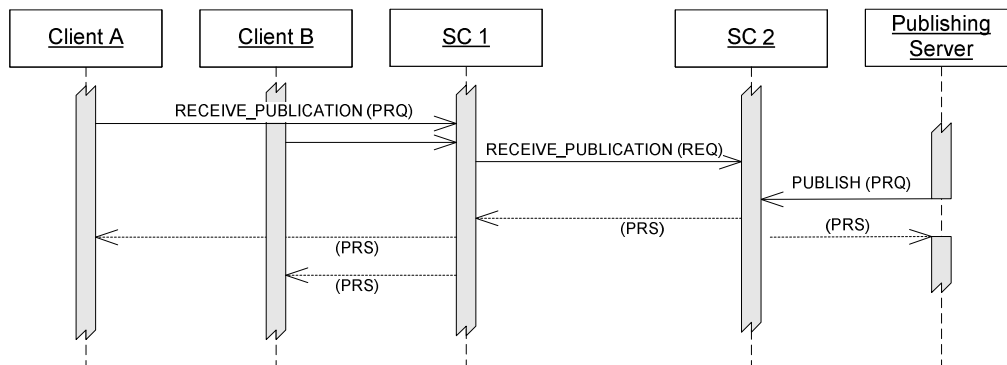 Client A
Client B
SC 1
SC 2
Publishing
Server
RECEIVE_PUBLICATION (PRQ)
RECEIVE_PUBLICATION (REQ)
PUBLISH (PRQ)
(PRS)
(PRS)
(PRS)
(PRS)